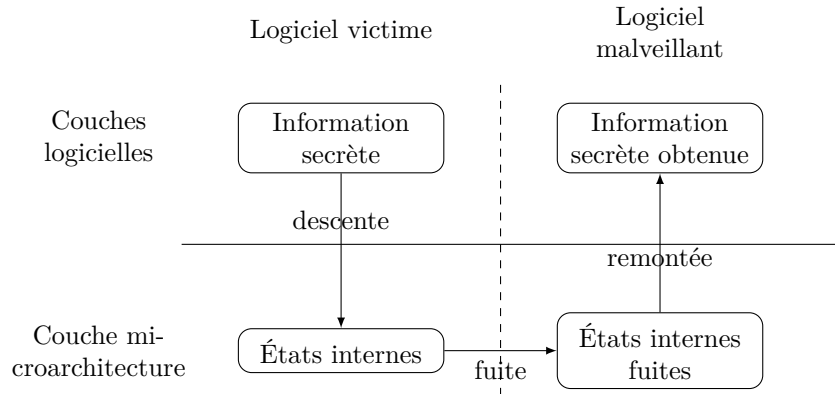 Logiciel victime
Logiciel
malveillant
Couches
logicielles
Information
secrète
Information
secrète obtenue
descente
remontée
Couche mi-
croarchitecture
États internes
fuite
États internes
fuites